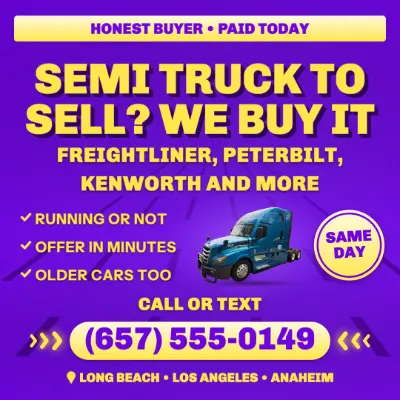 HONEST BUYER • PAID TODAY
SEMI TRUCK TO
SELL? WE BUY IT
FREIGHTLINER, PETERBILT,
KENWORTH AND MORE
RUNNING OR NOT
OFFER IN MINUTES
OLDER CARS TOO
SAME
DAY
CALL OR TEXT
(657) 555-0149
LONG BEACH • LOS ANGELES • ANAHEIM